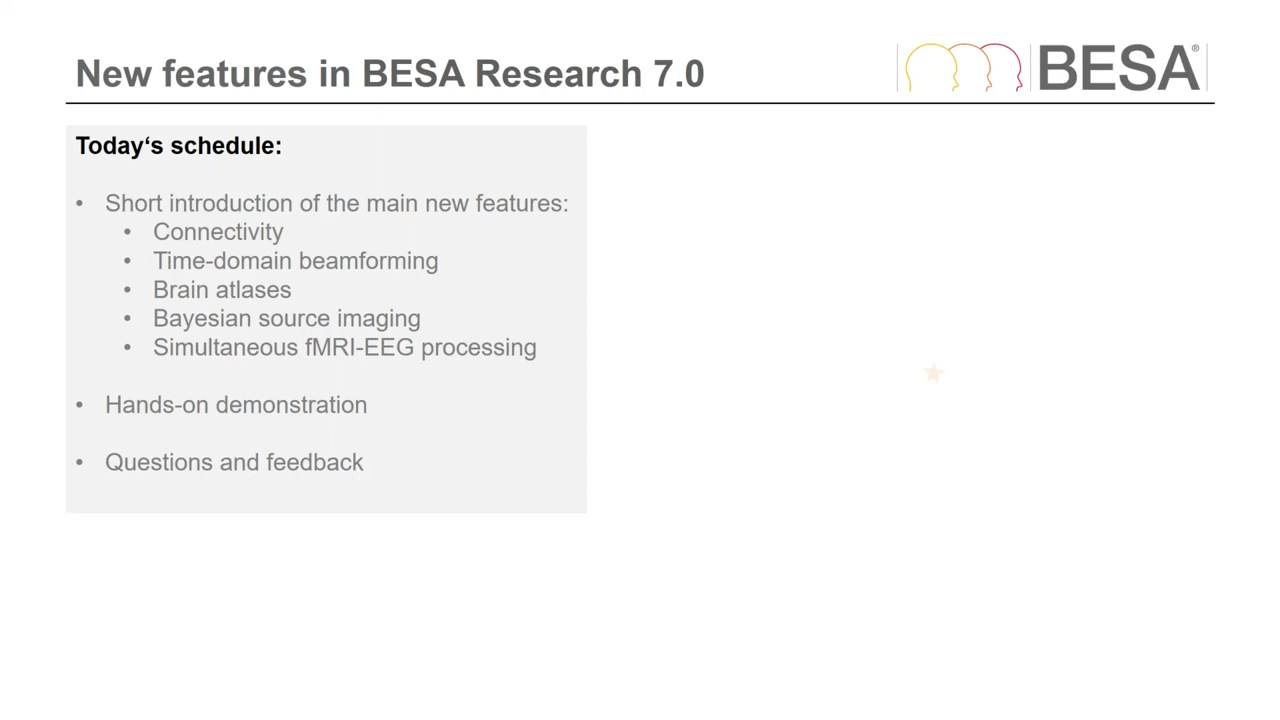 New features in BESA Research 7.0
BESA®
Today‘s schedule:
• Short introduction of the main new features:
• Connectivity
• Time-domain beamforming
• Brain atlases
• Bayesian source imaging
• Simultaneous fMRI-EEG processing
• Hands-on demonstration
• Questions and feedback